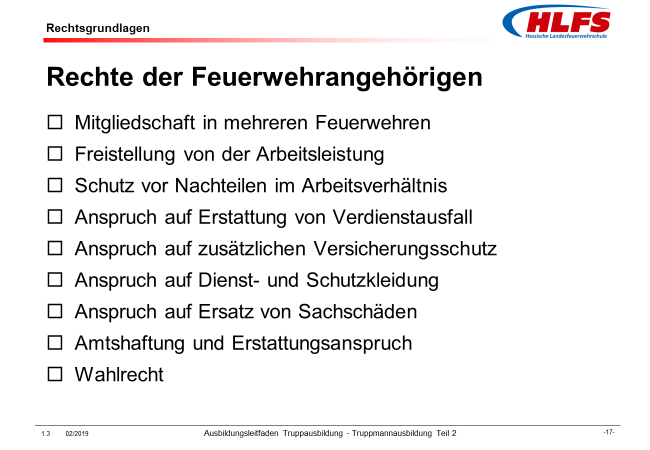 Rechtsgrundlagen
HLFS
Hessische Landesfeuerwehrschule
Rechte der Feuerwehrangehörigen
Mitgliedschaft in mehreren Feuerwehren
Freistellung von der Arbeitsleistung
Schutz vor Nachteilen im Arbeitsverhältnis
Anspruch auf Erstattung von Verdienstausfall
Anspruch auf zusätzlichen Versicherungsschutz
Anspruch auf Dienst- und Schutzkleidung
Anspruch auf Ersatz von Sachschäden
Amtshaftung und Erstattungsanspruch
Wahlrecht
1.3 02/2019 Ausbildungsleitfaden Truppausbildung - Truppmannausbildung Teil 2 -17-